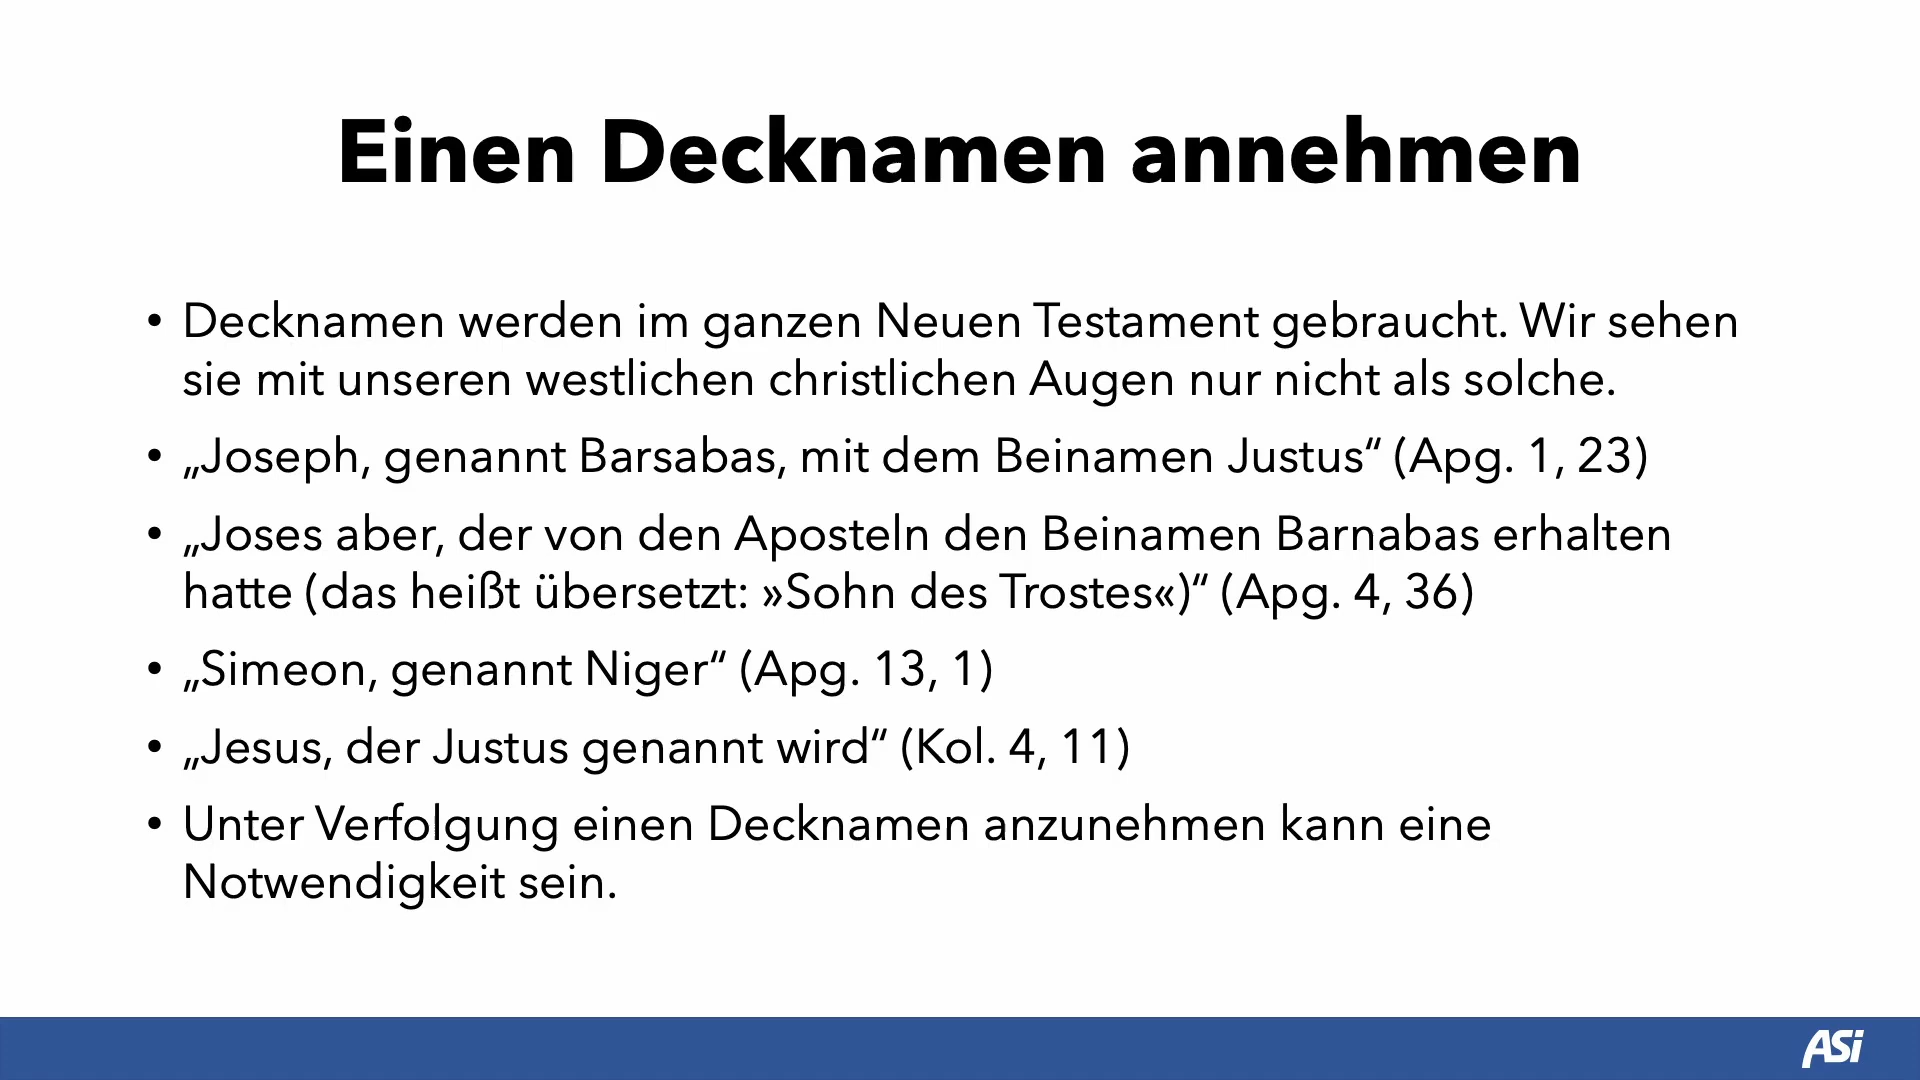 Einen Decknamen annehmen
• Decknamen werden im ganzen Neuen Testament gebraucht. Wir sehen
sie mit unseren westlichen christlichen Augen nur nicht als solche.
• „Joseph, genannt Barsabas, mit dem Beinamen Justus“ (Apg. 1, 23)
• „Joses aber, der von den Aposteln den Beinamen Barnabas erhalten
hatte (das heißt übersetzt: »Sohn des Trostes«)“ (Apg. 4, 36)
• „Simeon, genannt Niger“ (Apg. 13, 1)
• „Jesus, der Justus genannt wird“ (Kol. 4, 11)
• Unter Verfolgung einen Decknamen anzunehmen kann eine
Notwendigkeit sein.
ASi